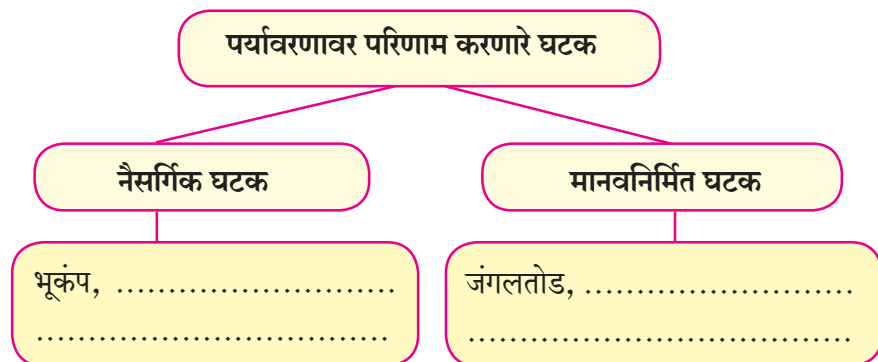 पर्यावरणावर परिणाम करणारे घटक
नैसर्गिक घटक
मानवनिर्मित घटक
भूकंप, ..........................
..................................
जंगलतोड, .........................
.....................................